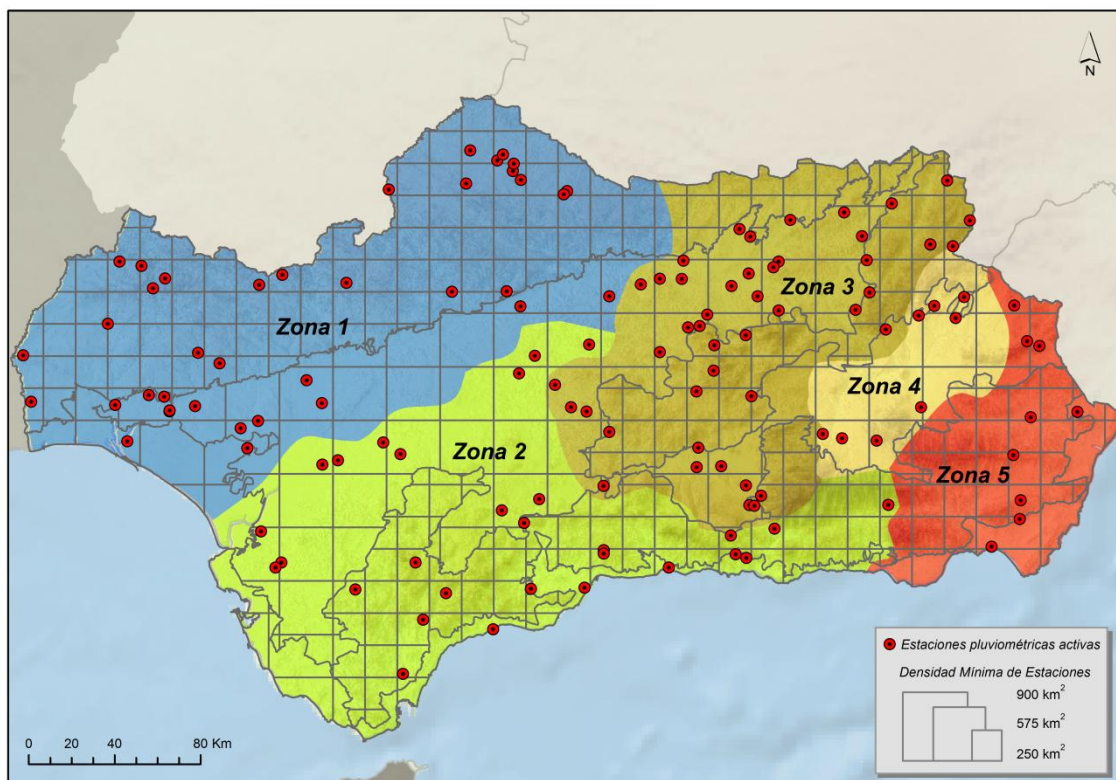 N
Zona 1
Zona 3
Zona 4
Zona 2
Zona 5
Estaciones pluviométricas activas
Densidad Mínima de Estaciones
900 km²
575 km²
250 km²
0 20 40 80 Km